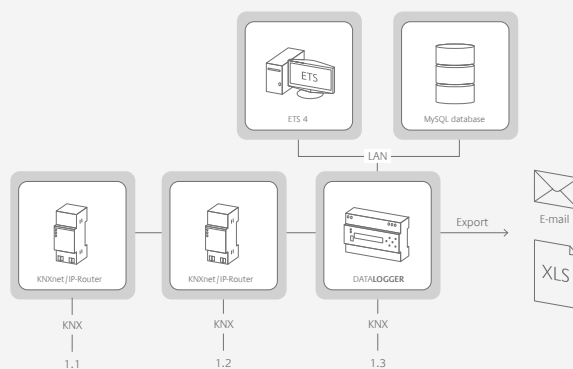 ETS
ETS 4
MySQL database
LAN
KNXnet/IP-Router
KNXnet/IP-Router
DATALOGGER
Export
E-mail
XLS
KNX
KNX
KNX
1.1
1.2
1.3